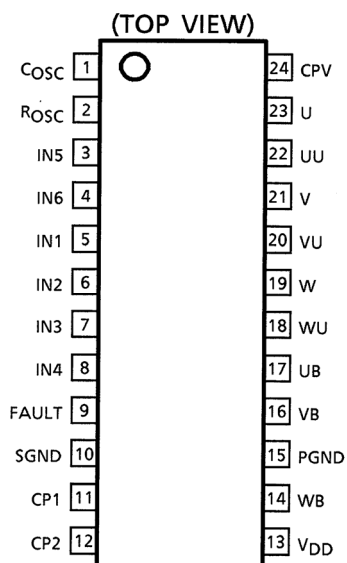 (TOP VIEW)
COSC 1 24 CPV
ROSC 2 23 U
IN5 3 22 UU
IN6 4 21 V
IN1 5 20 VU
IN2 6 19 W
IN3 7 18 WU
IN4 8 17 UB
FAULT 9 16 VB
SGND 10 15 PGND
CP1 11 14 WB
CP2 12 13 VDD